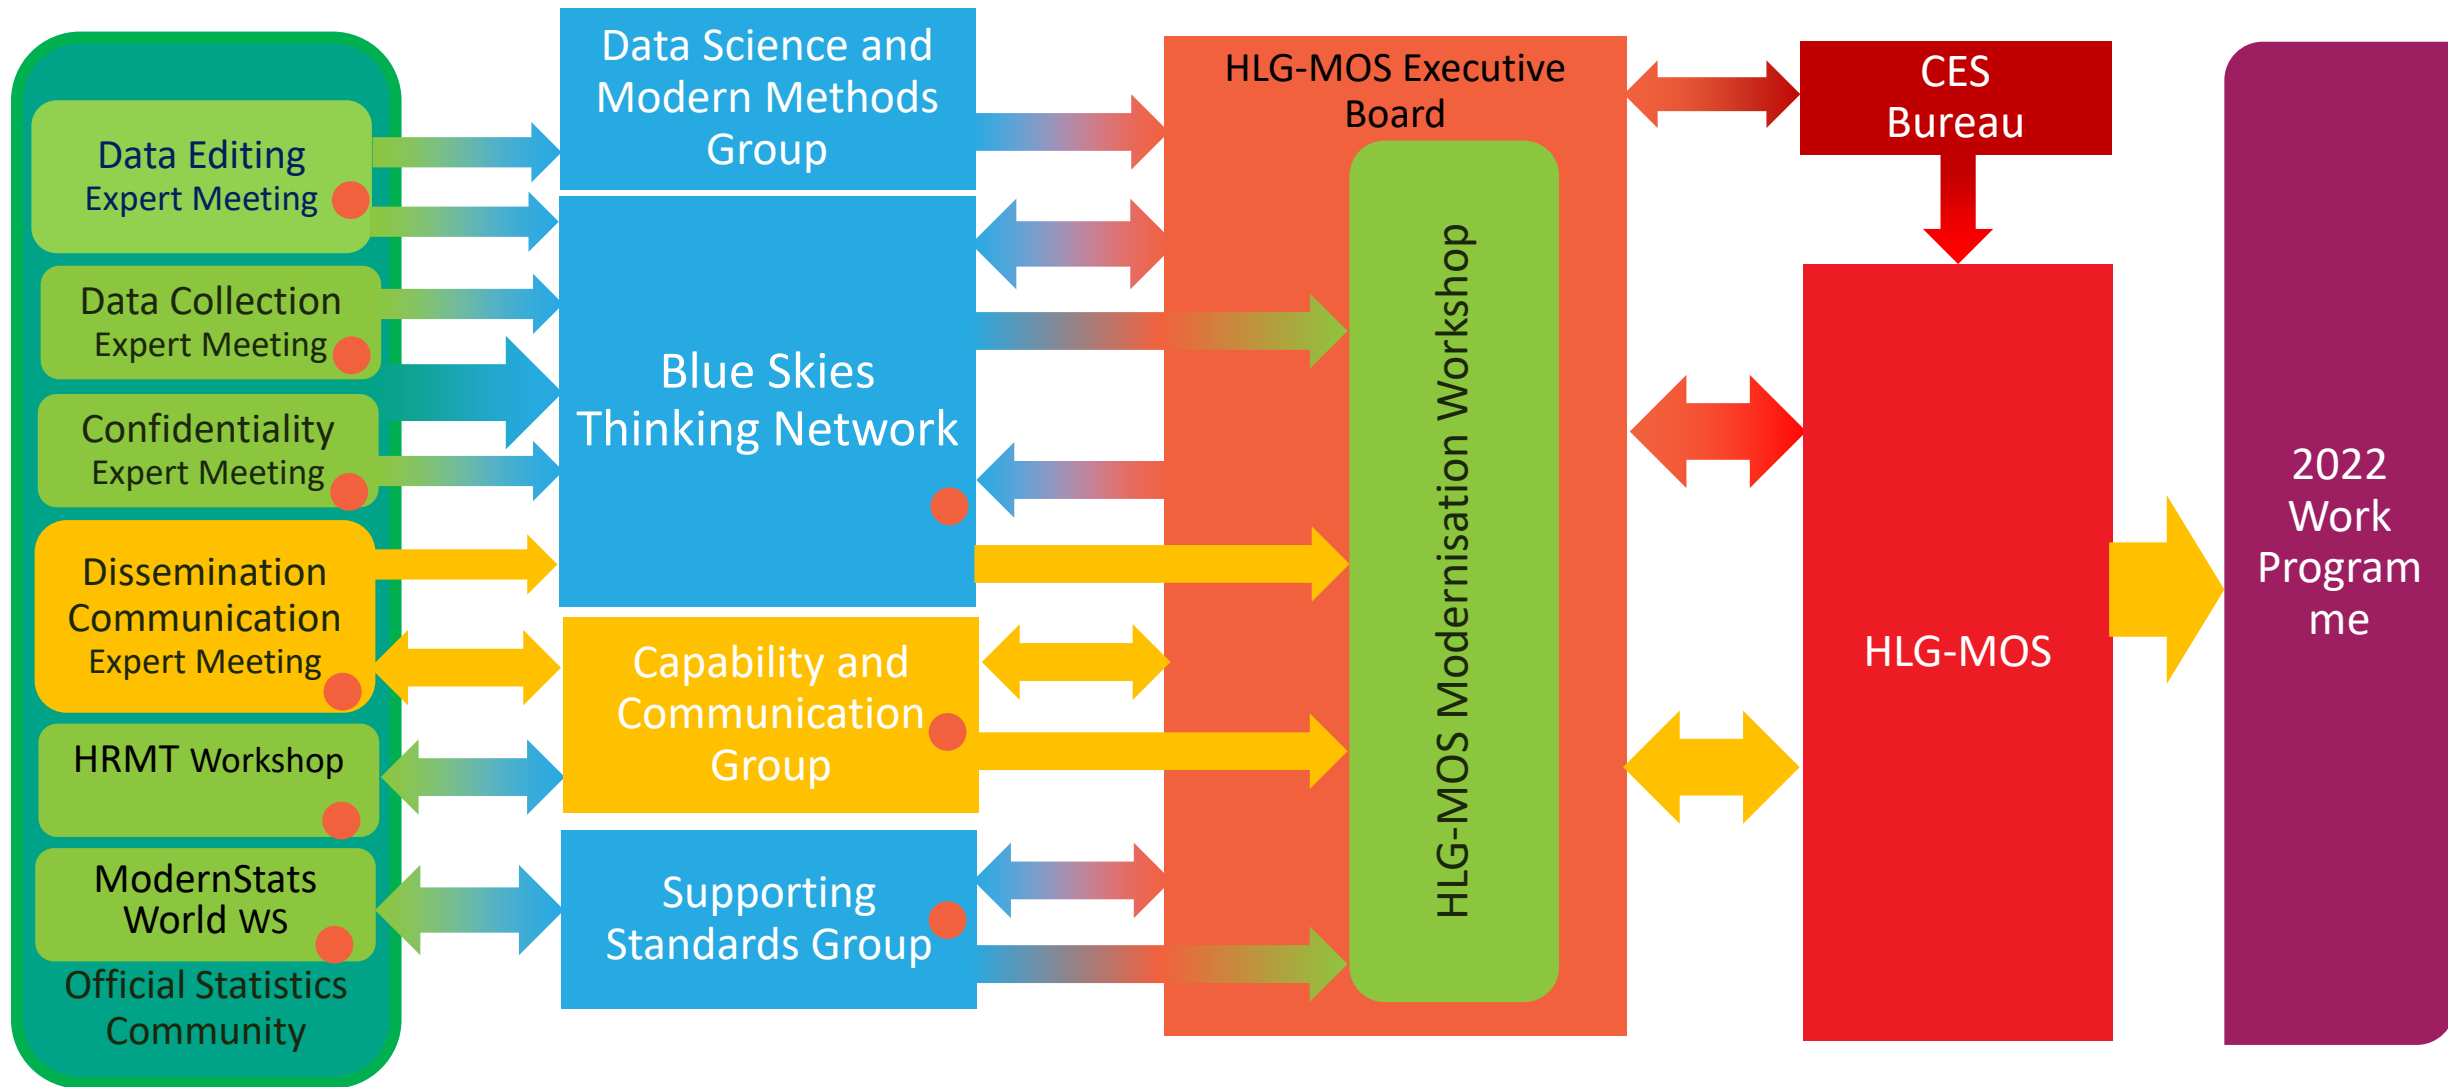 Data Editing
Expert Meeting
Data Collection
Expert Meeting
Confidentiality
Expert Meeting
Dissemination
Communication
Expert Meeting
HRMT Workshop
ModernStats
World WS
Official Statistics
Community
Data Science and
Modern Methods
Group
Blue Skies
Thinking Network
Capability and
Communication
Group
Supporting
Standards Group
HLG-MOS Executive
Board
HLG-MOS Modernisation Workshop
CES
Bureau
HLG-MOS
2022
Work
Program
me